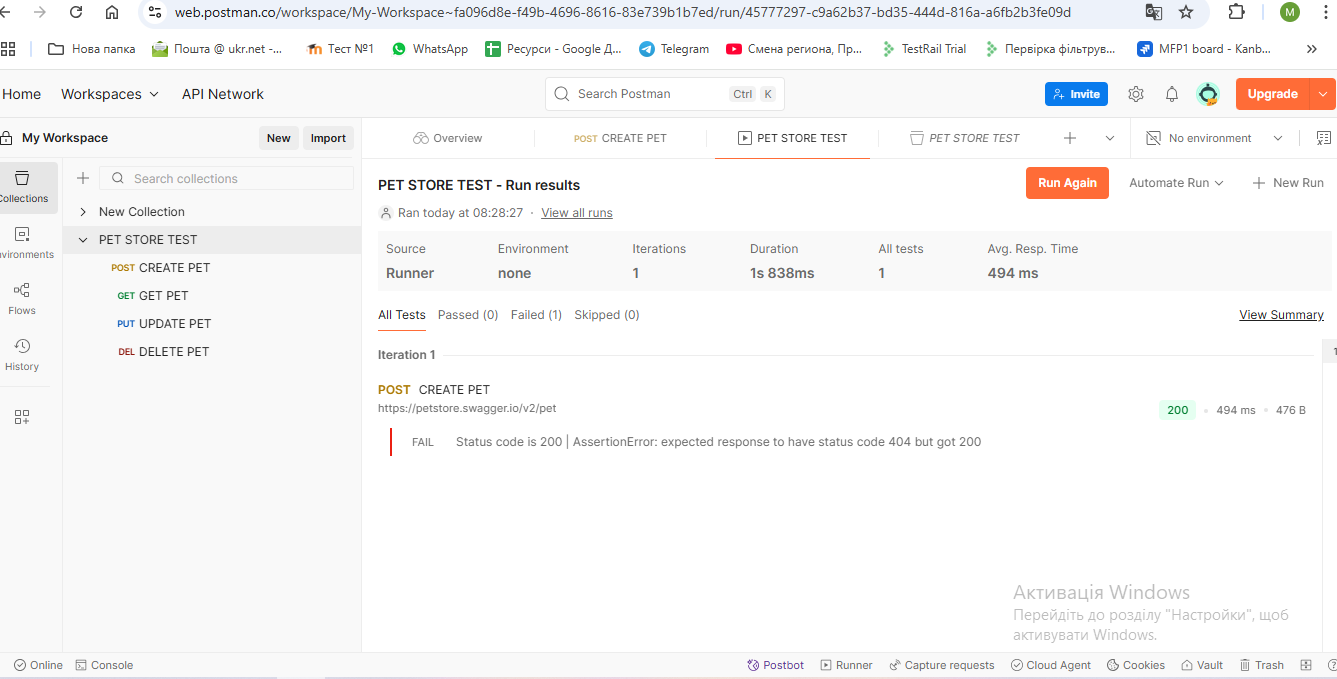 web.postman.co/workspace/My-Workspace~fa096d8e-f49b-4696-8616-83e739b1b7ed/run/45777297-c9a62b37-bd35-444d-816a-a6fb2b3fe09d
M
Нова папка
Пошта @ ukr.net -...
Тест №1
WhatsApp
Ресурси - Google Д...
Telegram
Смена региона, Пр...
TestRail Trial
Первірка фільтрув...
MFP1 board - Kanb...
Home
Workspaces
API Network
Search Postman
Ctrl
K
Invite
Upgrade
My Workspace
New
Import
Overview
POST CREATE PET
PET STORE TEST
PET STORE TEST
No environment
Collections
vironments
Flows
History
Search collections
New Collection
PET STORE TEST
POST CREATE PET
GET GET PET
PUT UPDATE PET
DEL DELETE PET
PET STORE TEST - Run results
Run Again
Automate Run
New Run
Ran today at 08:28:27 · View all runs
Source
Environment
Iterations
Duration
All tests
Avg. Resp. Time
Runner
none
1
1s 838ms
1
494 ms
All Tests
Passed (0)
Failed (1)
Skipped (0)
View Summary
Iteration 1
1
POST CREATE PET
https://petstore.swagger.io/v2/pet
200
494 ms
476 B
FAIL
Status code is 200 | AssertionError: expected response to have status code 404 but got 200
Активація Windows
Перейдіть до розділу "Настройки", щоб
активувати Windows.
Online
Console
Postbot
Runner
Capture requests
Cloud Agent
Cookies
Vault
Trash